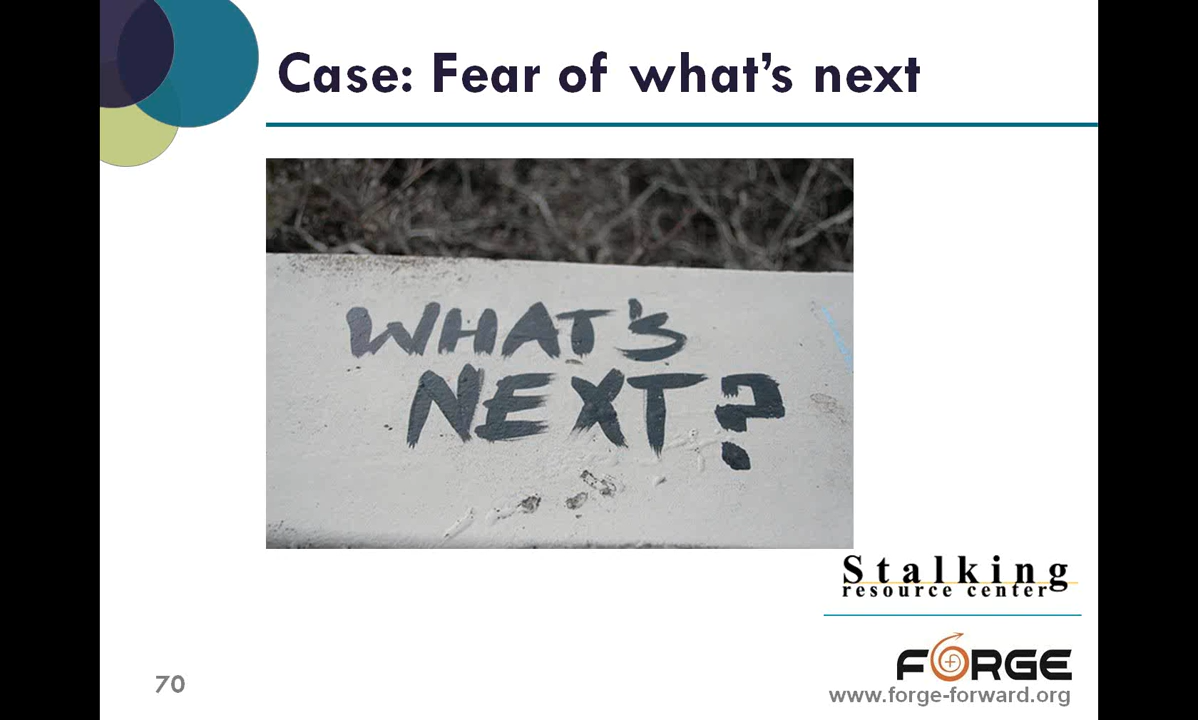 Case: Fear of what's next
WHAT'S
NEXT?
Stalking
resource center
FORGE
www.forge-forward.org
70